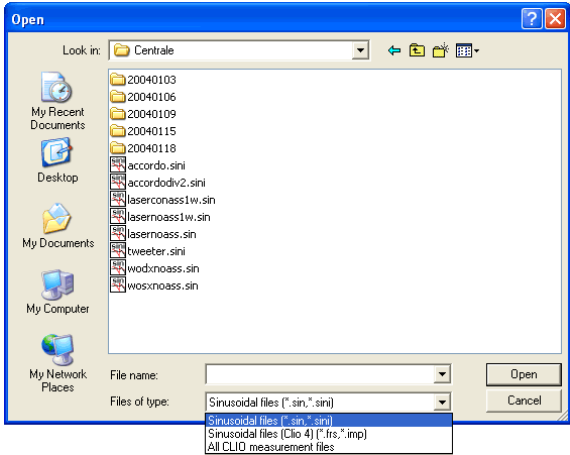 Open
Look in: Centrale
20040103
20040106
My Recent Documents
20040109
20040115
20040118
accordo.sini
Desktop
accordodiv2.sini
laserconass1w.sin
lasernoass1w.sin
lasernoass.sin
My Documents
tweeter.sini
wodxnoass.sin
wosxnoass.sin
My Computer
My Network Places
File name:
Open
Files of type: Sinusoidal files (*.sin,*.sini)
Cancel
Sinusoidal files (*.sin,*.sini)
Sinusoidal files (Clio 4) (*.frs,*.imp)
All CLIO measurement files